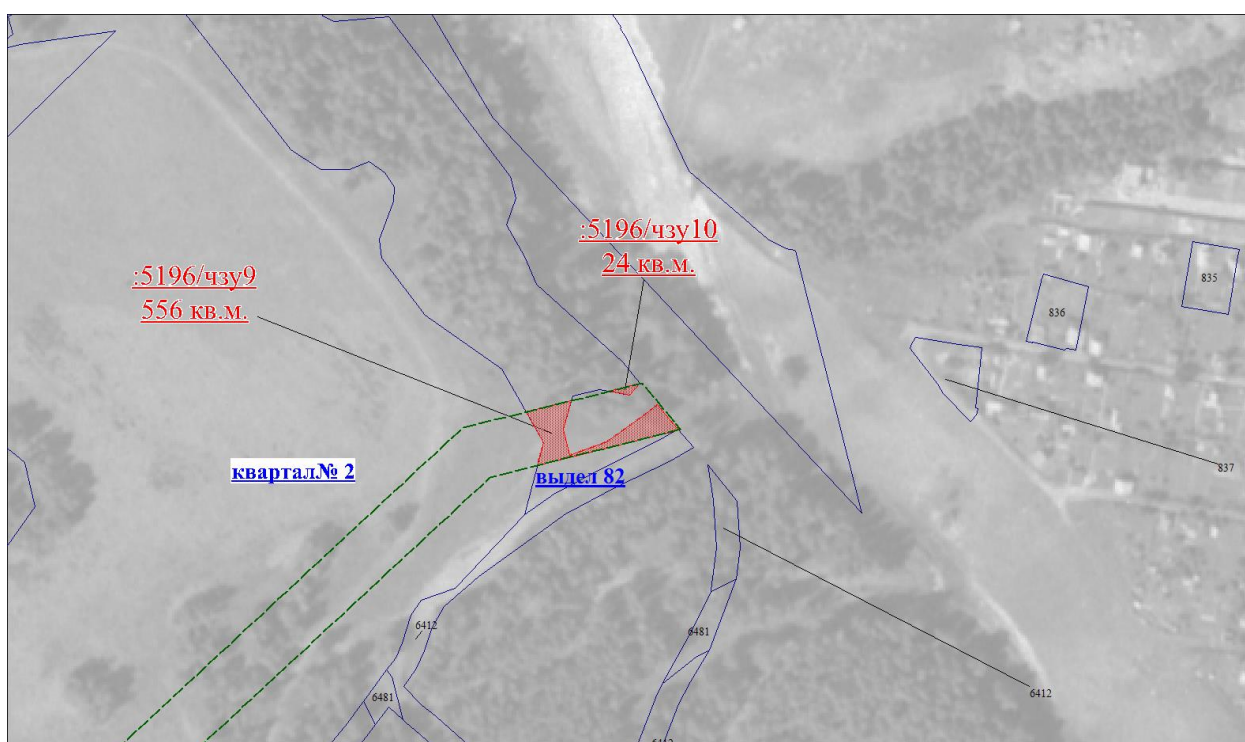 :5196/чзу10
24 кв.м.
:5196/чзу9
556 кв.м.
835
836
837
квартал№ 2
выдел 82
6412
6481
6481
6412
6412